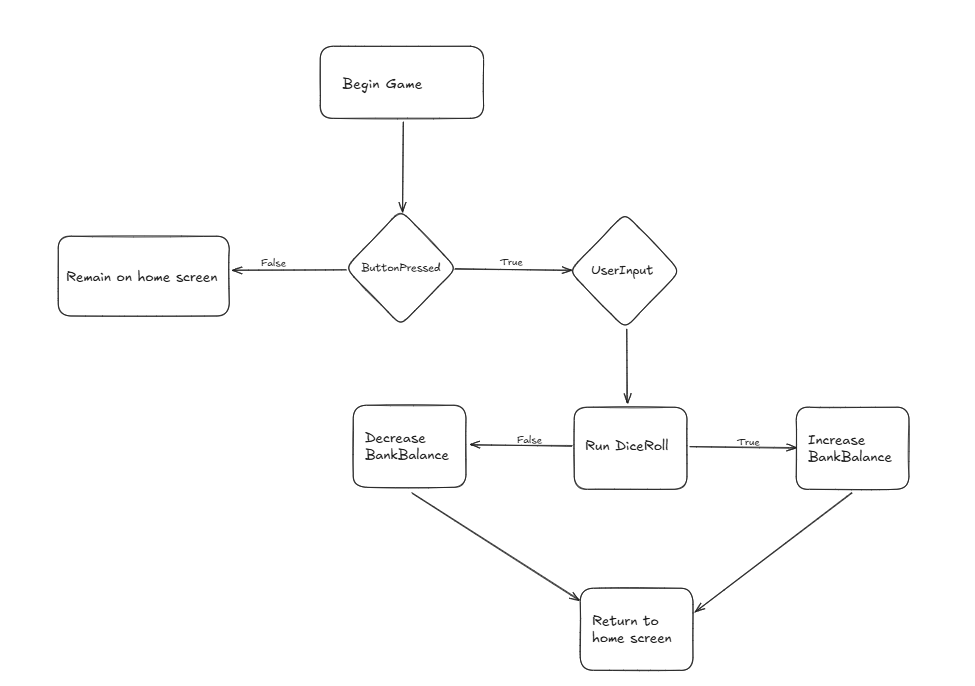 Begin Game
False
ButtonPressed
True
UserInput
Remain on home screen
Decrease
BankBalance
False
Run DiceRoll
True
Increase
BankBalance
Return to
home screen